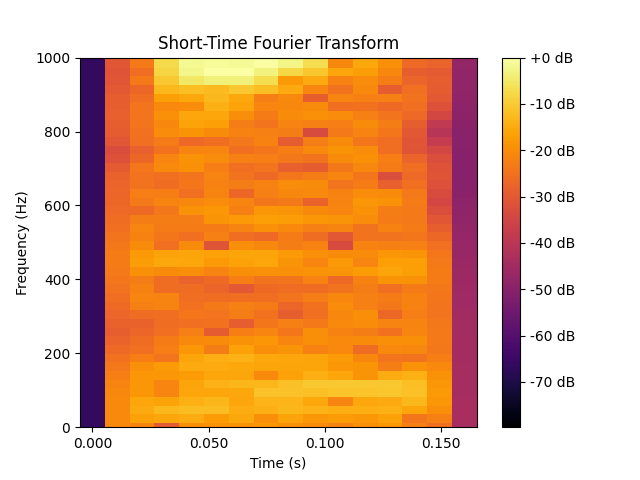 Short-Time Fourier Transform
1000
800
600
400
200
0
Frequency (Hz)
0.000
0.050
0.100
0.150
Time (s)
+0 dB
-10 dB
-20 dB
-30 dB
-40 dB
-50 dB
-60 dB
-70 dB